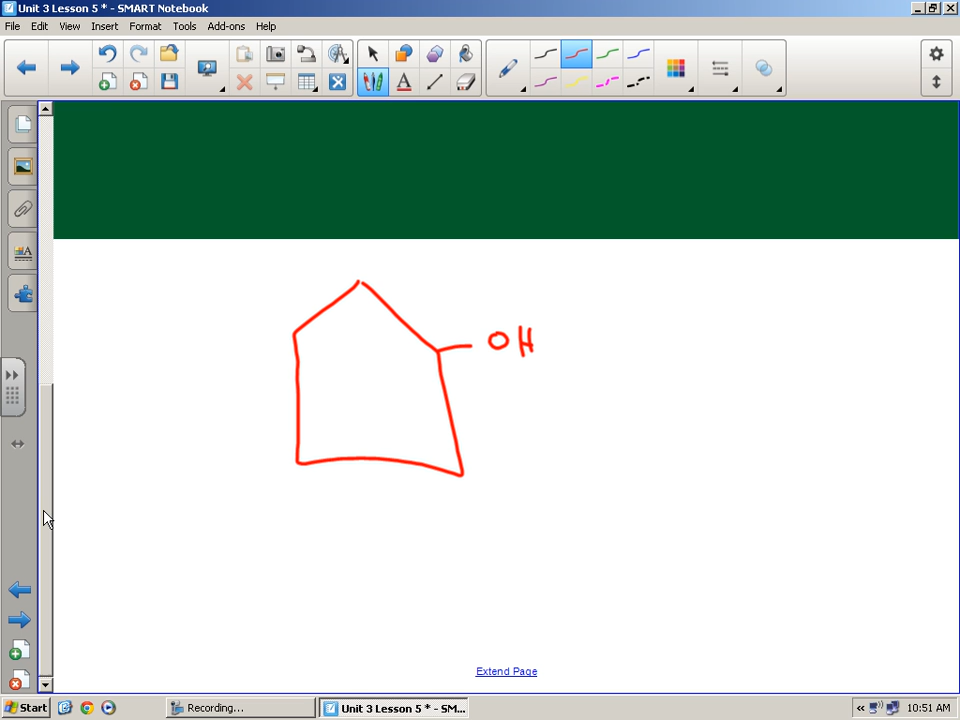 Unit 3 Lesson 5 * - SMART Notebook
File Edit View Insert Format Tools Add-ons Help
OH
Extend Page
Start Recording... Unit 3 Lesson 5 * - SM... 10:51 AM